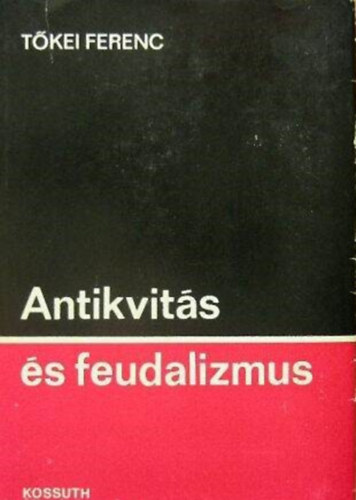 TŐKEI FERENC
Antikvitás
és feudalizmus
KOSSUTH